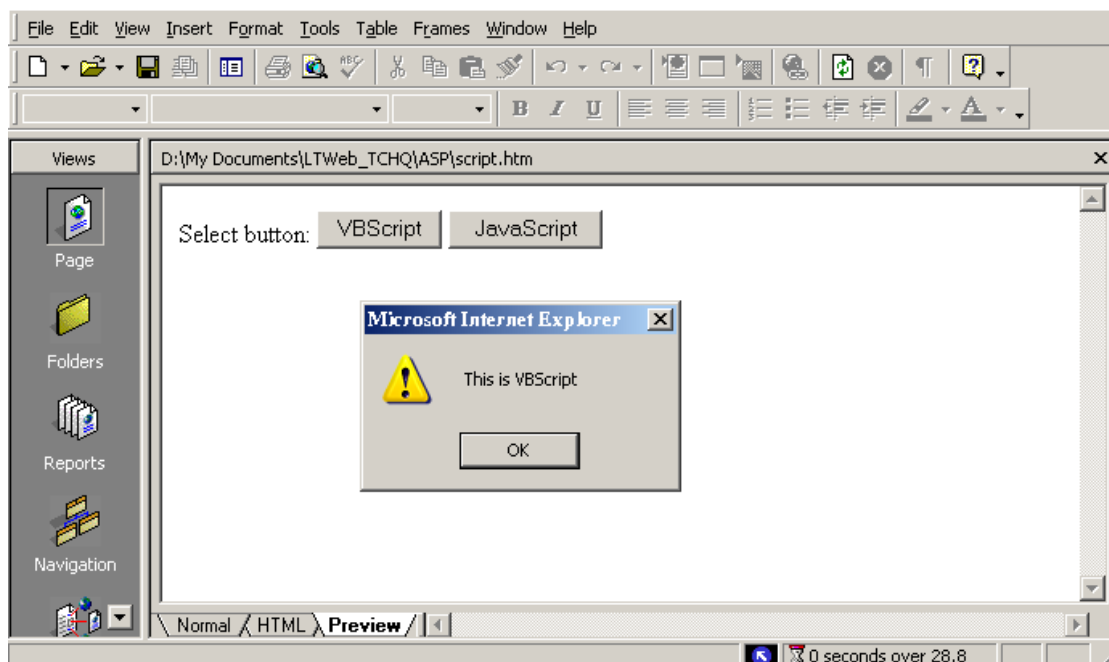 File Edit View Insert Format Tools Table Frames Window Help
ABC
B I U A
Views D:\My Documents\LTWeb_TCHQ\ASP\script.htm
Select button: VBScript JavaScript
Page
Microsoft Internet Explorer
This is VBScript
OK
Folders
Reports
Navigation
Normal HTML Preview
0 seconds over 28.8